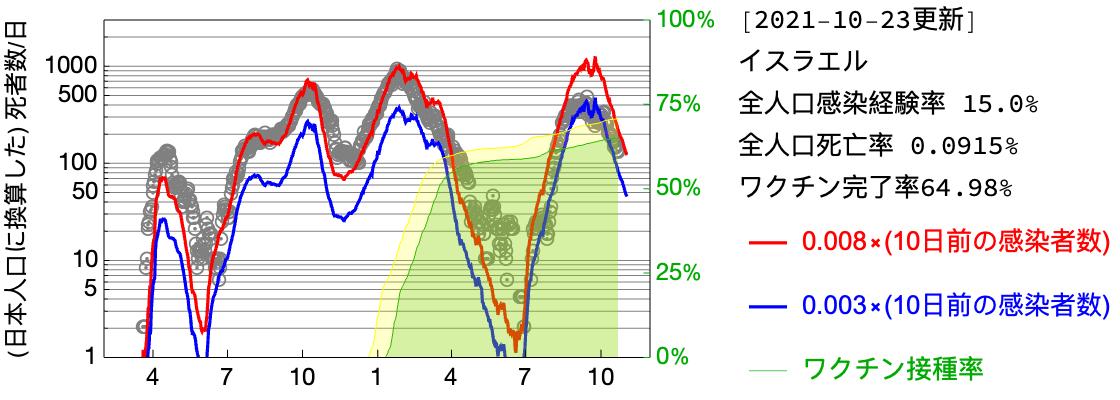 (日本人口に換算した) 死者数/日
1000
500
100
50
10
5
1
4 7 10 1 4 7 10
100%
75%
50%
25%
0%
[2021-10-23更新]
イスラエル
全人口感染経験率 15.0%
全人口死亡率 0.0915%
ワクチン完了率64.98%
0.008×(10日前の感染者数)
0.003×(10日前の感染者数)
ワクチン接種率